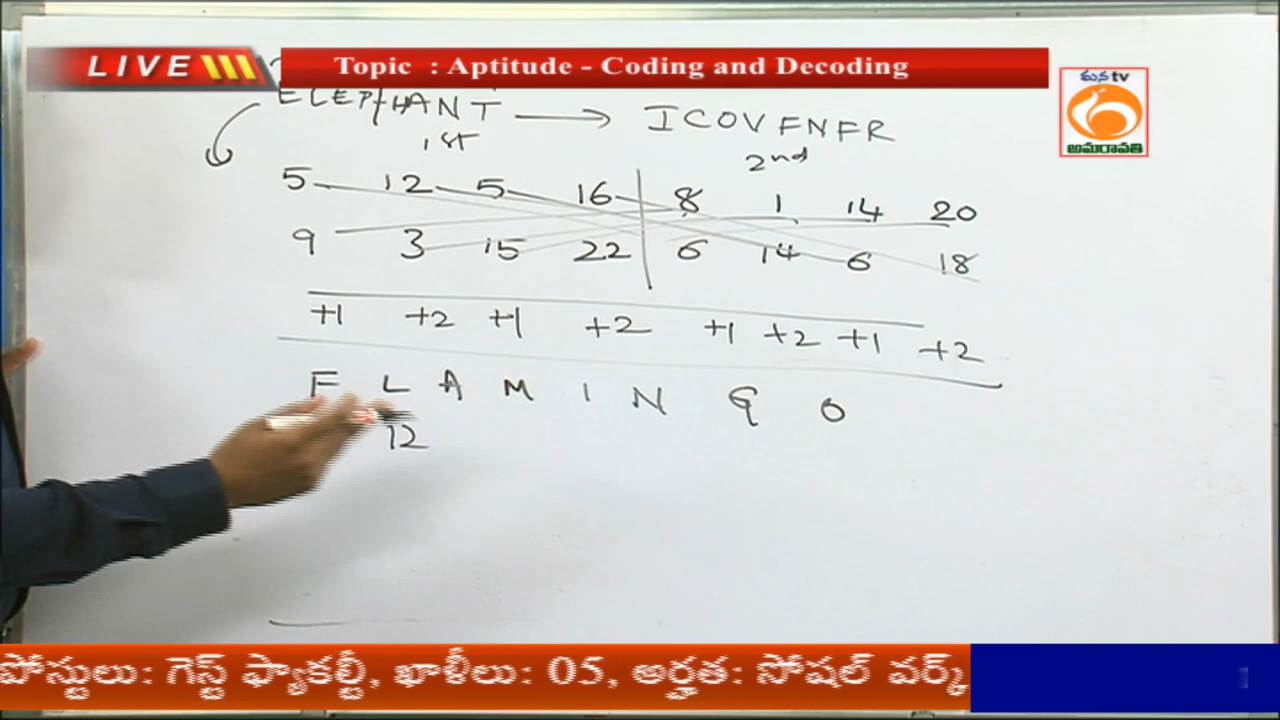 LIVE
Topic : Aptitude - Coding and Decoding
మన tv
అమరావతి
ELEPHANT → ICOVFNFR
1st 2nd
5 12 5 16 8 1 14 20
9 3 15 22 6 14 6 18
+1 +2 +1 +2 +1 +2 +1 +2
F L A M I N G O
12
పోస్టులు: గెస్ట్ ఫ్యాకల్టీ, ఖాళీలు: 05, అర్హత: సోషల్ వర్క్